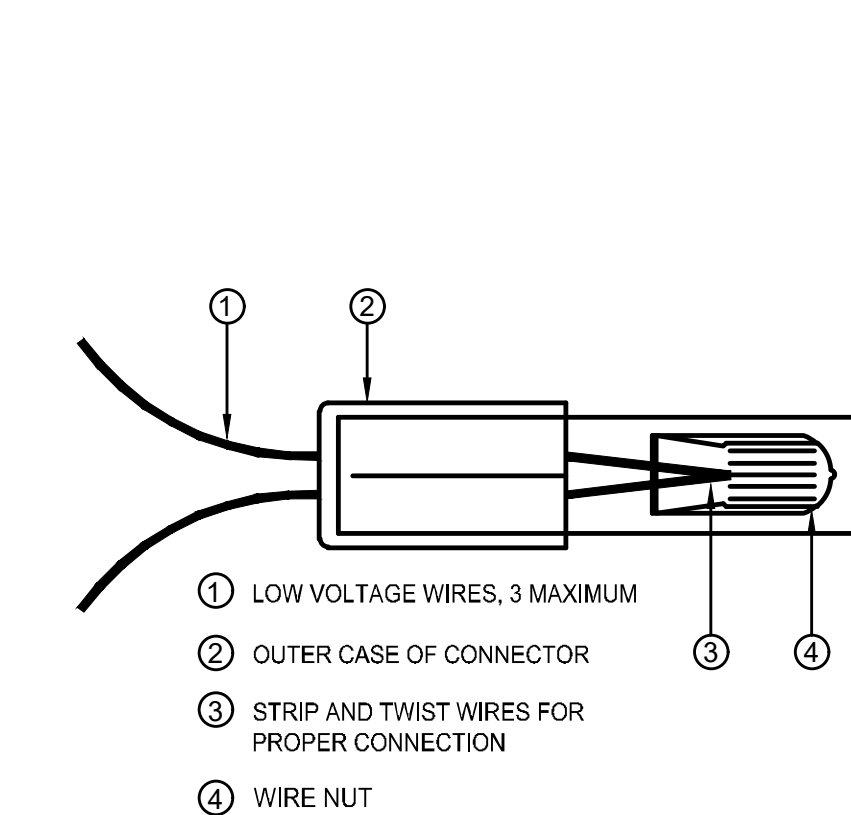 1 2
1 LOW VOLTAGE WIRES, 3 MAXIMUM
2 OUTER CASE OF CONNECTOR
3 4
3 STRIP AND TWIST WIRES FOR
PROPER CONNECTION
4 WIRE NUT